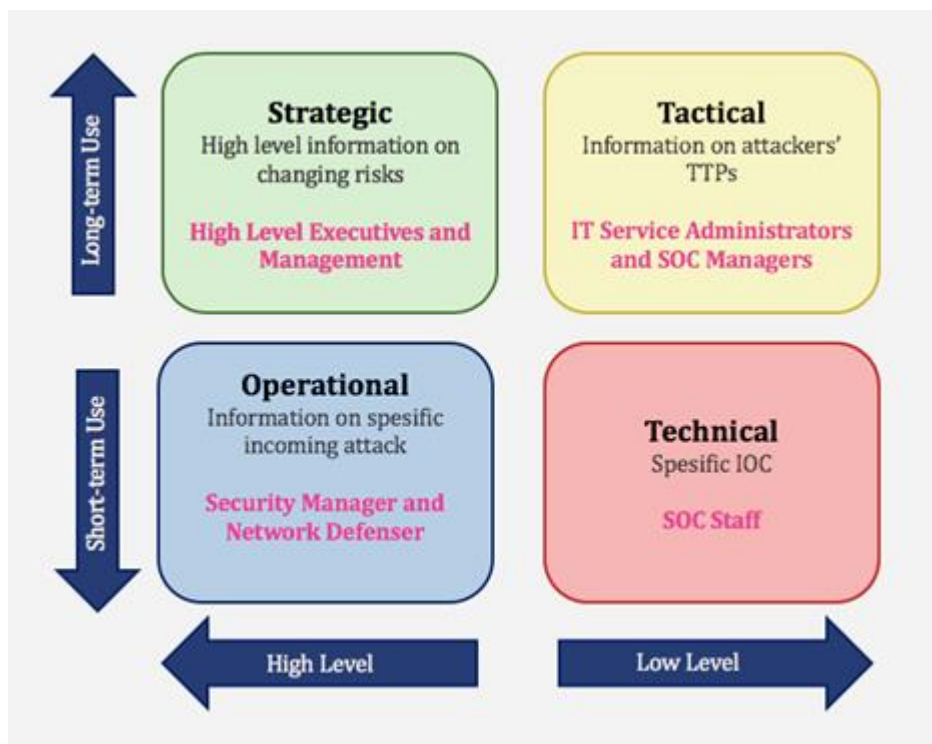 Long-term Use
Strategic
High level information on
changing risks
High Level Executives and
Management
Tactical
Information on attackers'
TTPs
IT Service Administrators
and SOC Managers
Short-term Use
Operational
Information on spesific
incoming attack
Security Manager and
Network Defenser
Technical
Spesific IOC
SOC Staff
High Level
Low Level